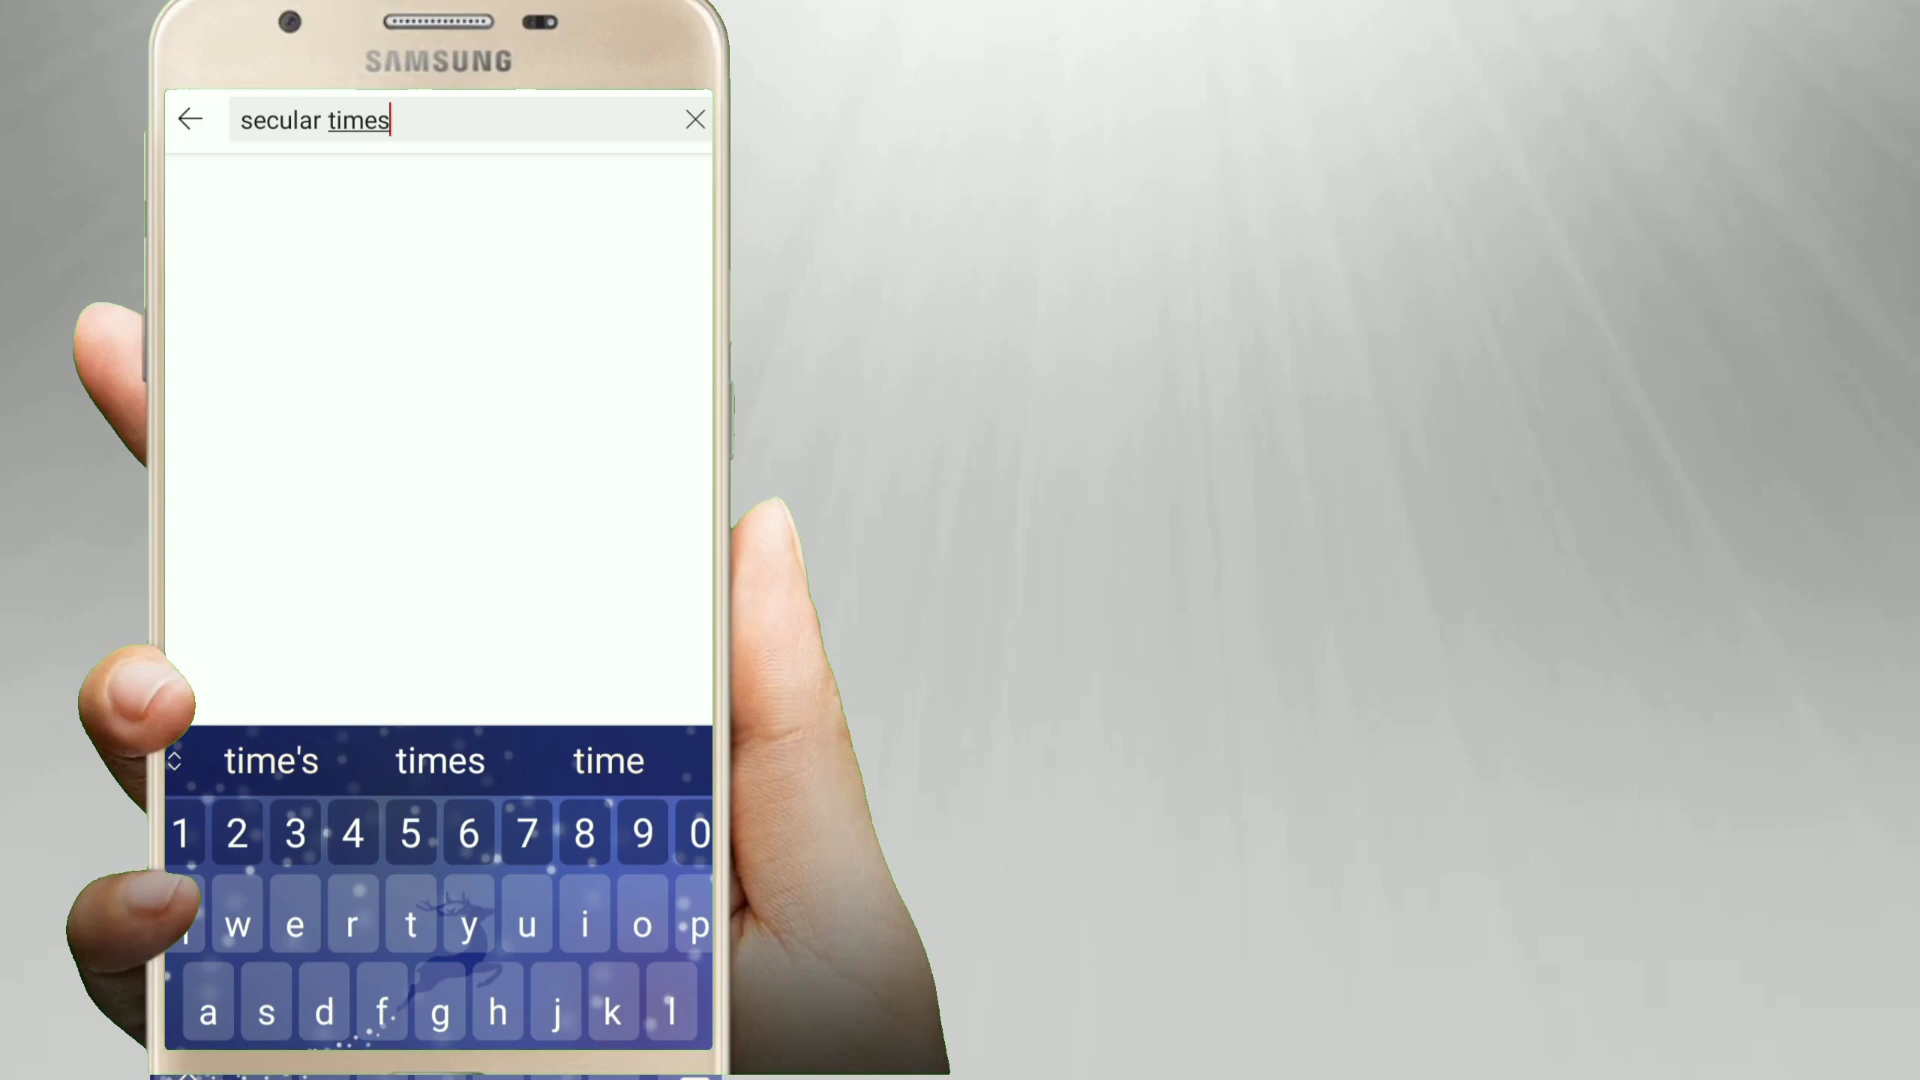 SAMSUNG
secular times
time's times time
1 2 3 4 5 6 7 8 9 0
w e r t y u i o p
a s d f g h j k l